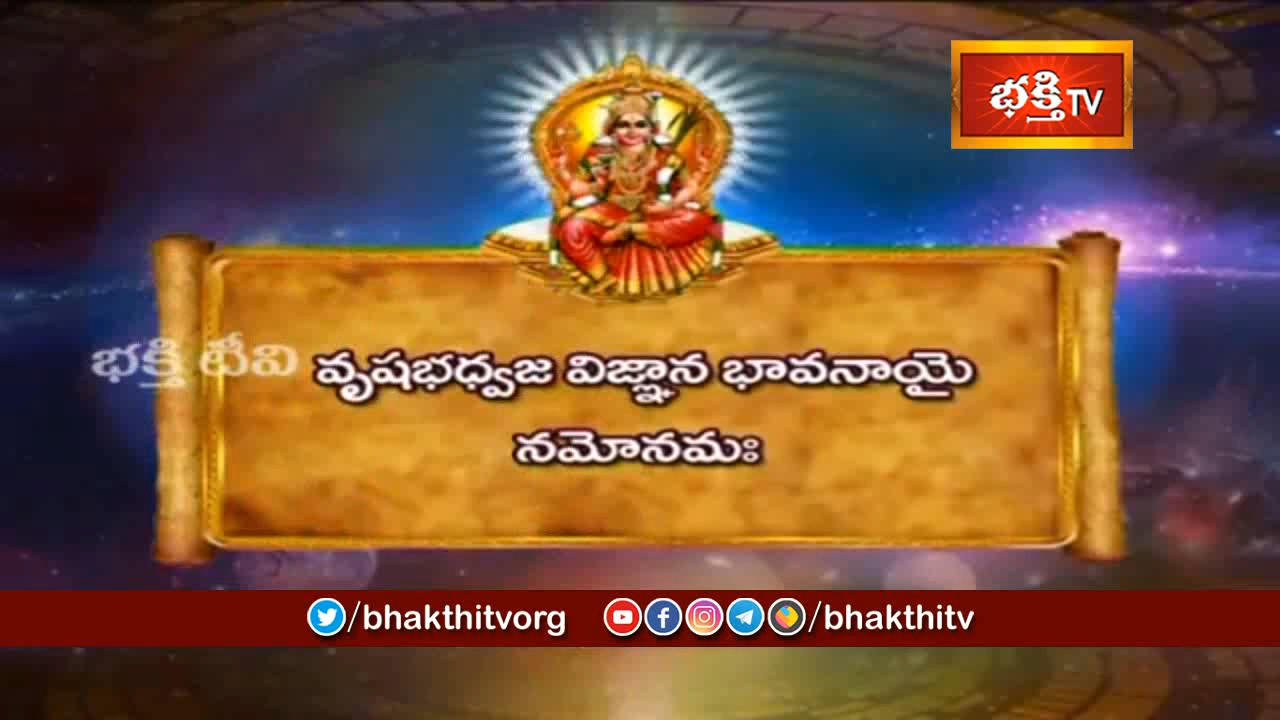 భక్తి TV
భక్తి టీవి
వృషభధ్వజ విజ్ఞాన భావనాయై
నమోనమః
/bhakthitvorg /bhakthitv